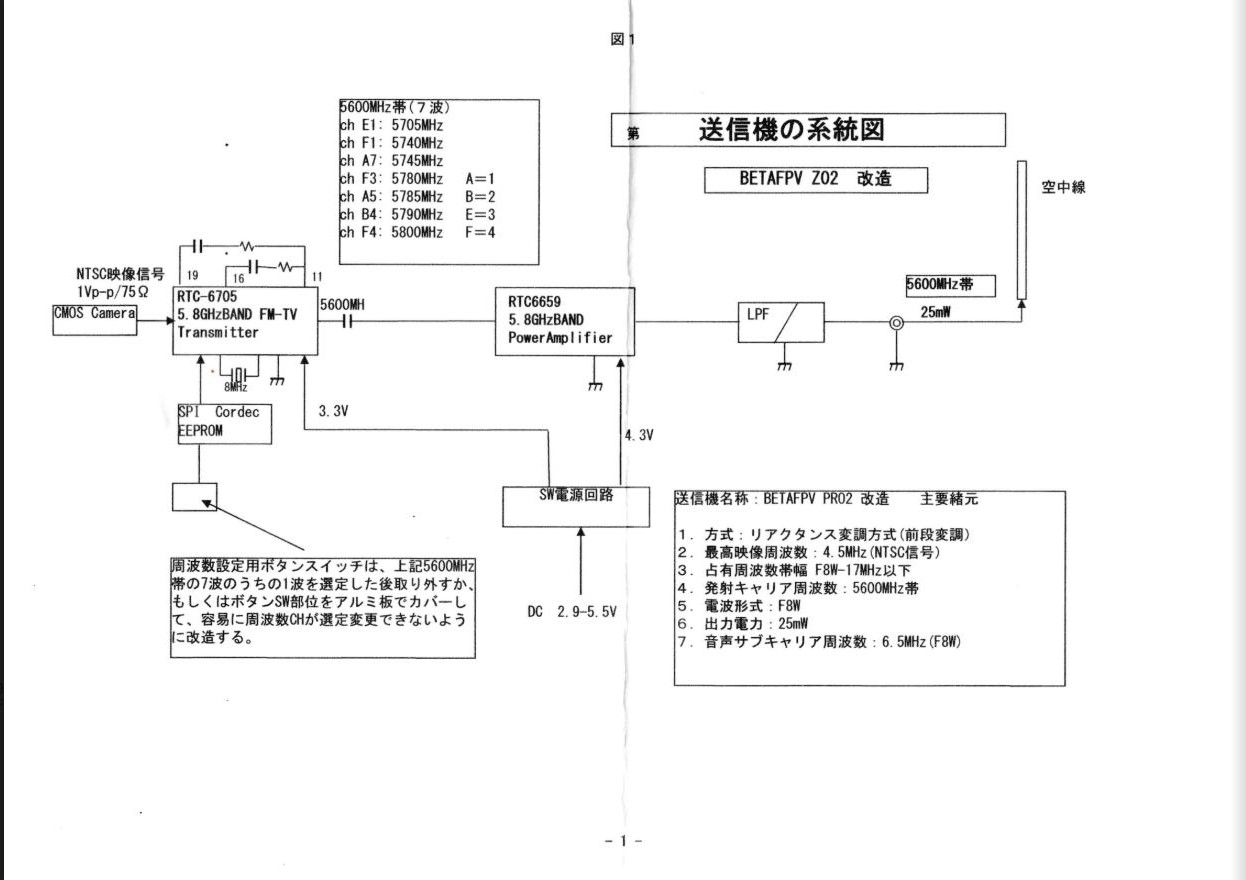 図1
第 送信機の系統図
BETAFPV Z02 改造
5600MHz帯(7波)
ch E1: 5705MHz
ch F1: 5740MHz
ch A7: 5745MHz
ch F3: 5780MHz A=1
ch A5: 5785MHz B=2
ch B4: 5790MHz E=3
ch F4: 5800MHz F=4
空中線
NTSC映像信号
1Vp-p/75Ω
CMOS Camera
19
16
11
RTC-6705
5.8GHzBAND FM-TV
Transmitter
5600MH
RTC6659
5.8GHzBAND
PowerAmplifier
LPF
5600MHz帯
25mW
8MHz
SPI Cordec
EEPROM
3.3V
4.3V
SW電源回路
DC 2.9-5.5V
周波数設定用ボタンスイッチは、上記5600MHz
帯の7波のうちの1波を選定した後取り外すか、
もしくはボタンSW部位をアルミ板でカバーし
て、容易に周波数CHが選定変更できないよう
に改造する。
送信機名称:BETAFPV PRO2 改造 主要緒元
1. 方式:リアクタンス変調方式(前段変調)
2. 最高映像周波数:4.5MHz(NTSC信号)
3. 占有周波数帯幅 F8W-17MHz以下
4. 発射キャリア周波数:5600MHz帯
5. 電波形式:F8W
6. 出力電力:25mW
7. 音声サブキャリア周波数:6.5MHz(F8W)
- 1 -